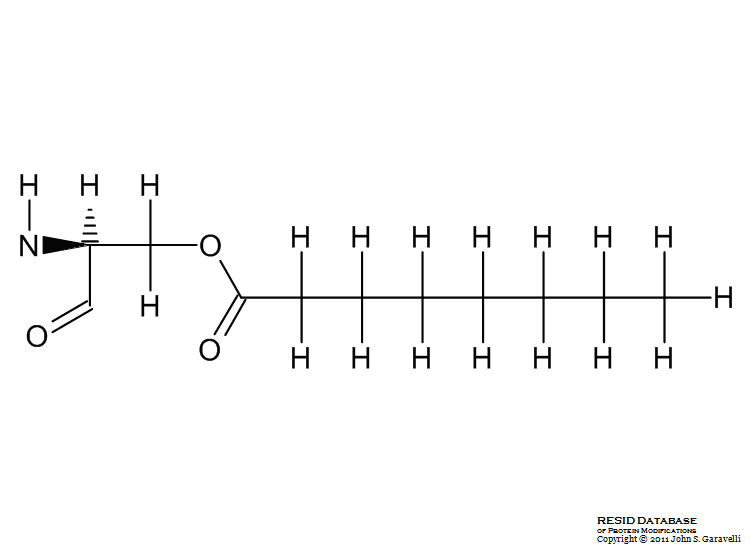 H H H
N O H H H H H H H
H
H
O
O H H H H H H H
RESID DATABASE
OF PROTEIN MODIFICATIONS
Copyright © 2011 John S. Garavelli